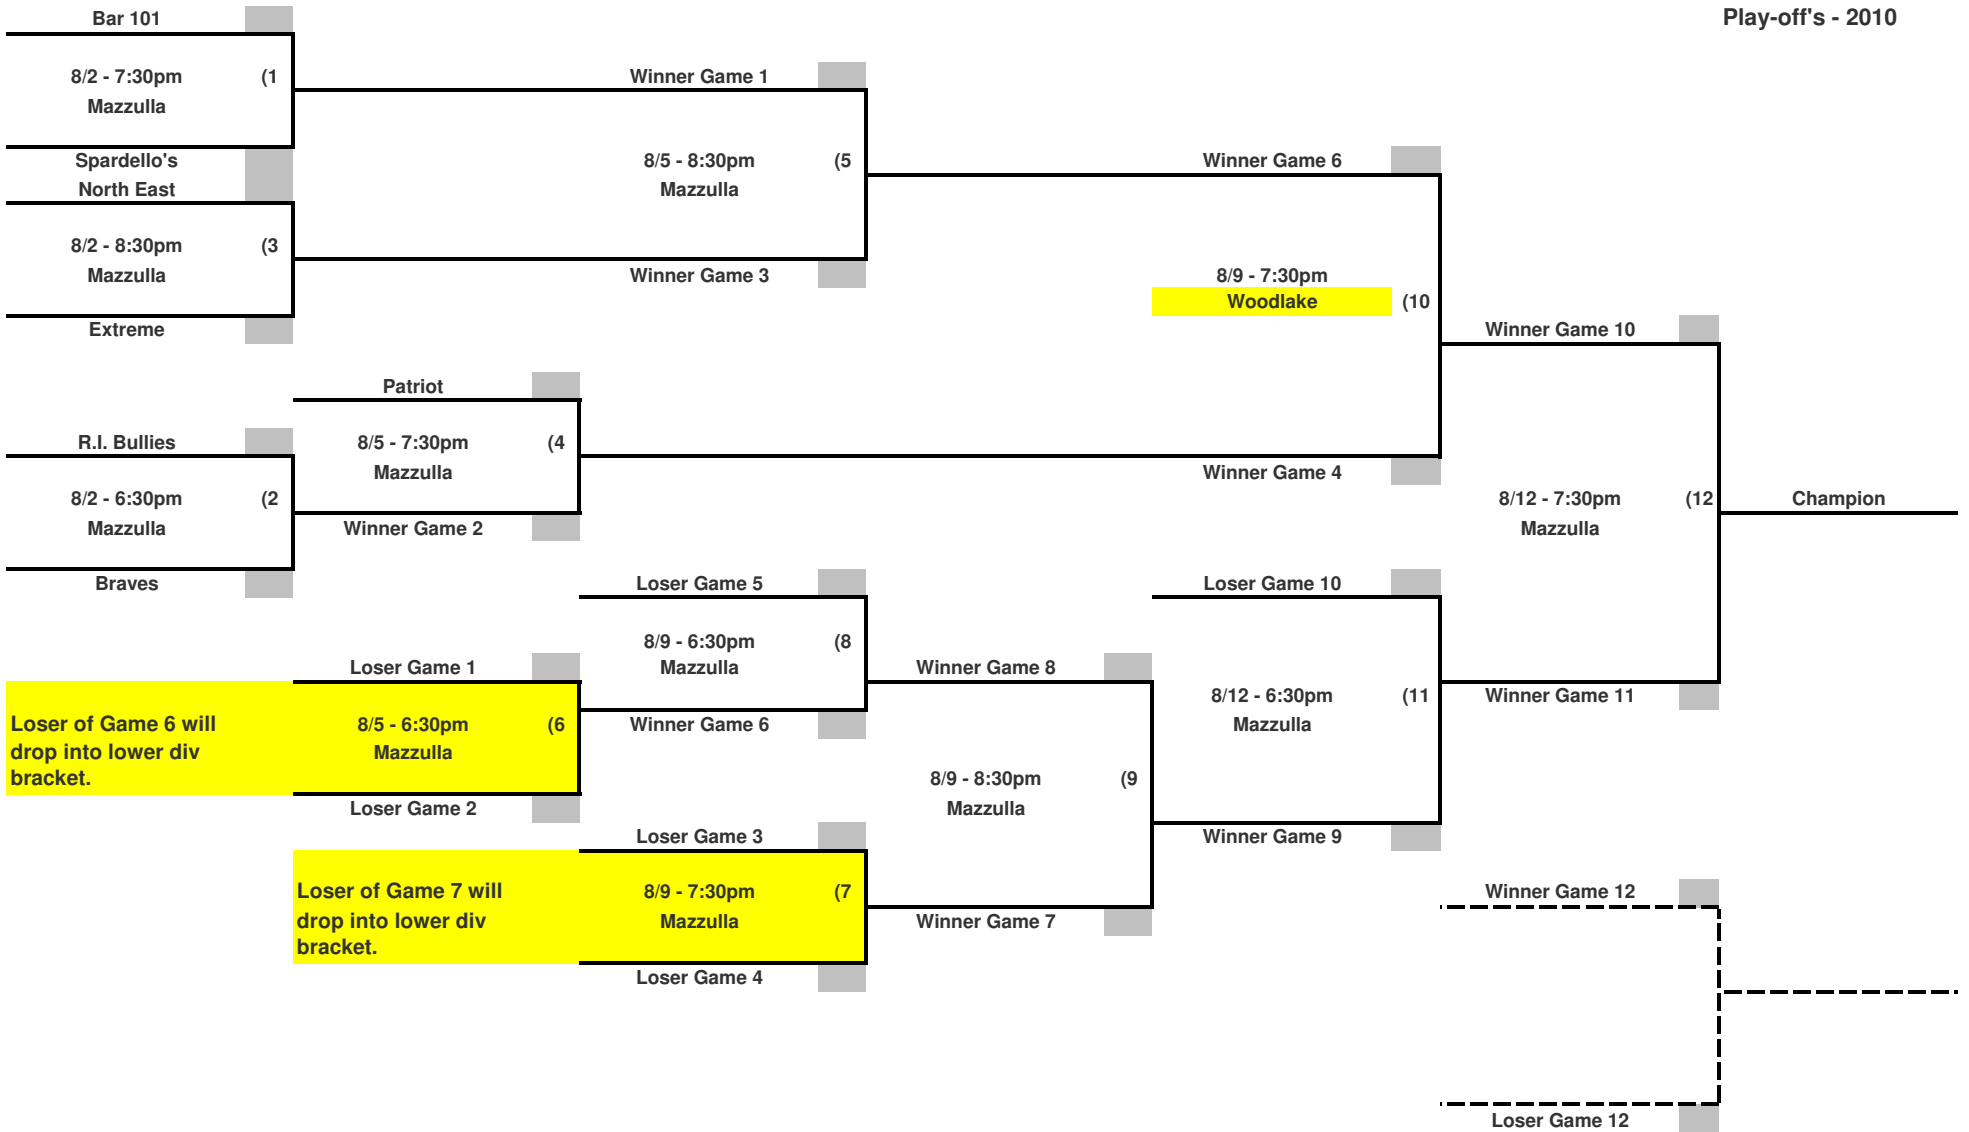 Play-off's - 2010
Bar 101
8/2 - 7:30pm (1
Mazzulla
Spardello's
North East
8/2 - 8:30pm (3
Mazzulla
Extreme
Winner Game 1
8/5 - 8:30pm (5
Mazzulla
Winner Game 3
Winner Game 6
8/9 - 7:30pm
Woodlake (10
Winner Game 4
Patriot
8/5 - 7:30pm (4
Mazzulla
Winner Game 2
R.I. Bullies
8/2 - 6:30pm (2
Mazzulla
Braves
Winner Game 10
8/12 - 7:30pm (12
Mazzulla
Winner Game 11
Champion
Loser Game 5
8/9 - 6:30pm (8
Mazzulla
Winner Game 6
Loser Game 1
Loser of Game 6 will
drop into lower div
bracket.
8/5 - 6:30pm (6
Mazzulla
Loser Game 2
Loser Game 3
Loser of Game 7 will
drop into lower div
bracket.
8/9 - 7:30pm (7
Mazzulla
Loser Game 4
Winner Game 8
8/9 - 8:30pm (9
Mazzulla
Winner Game 7
Loser Game 10
8/12 - 6:30pm (11
Mazzulla
Winner Game 9
Winner Game 12
Loser Game 12